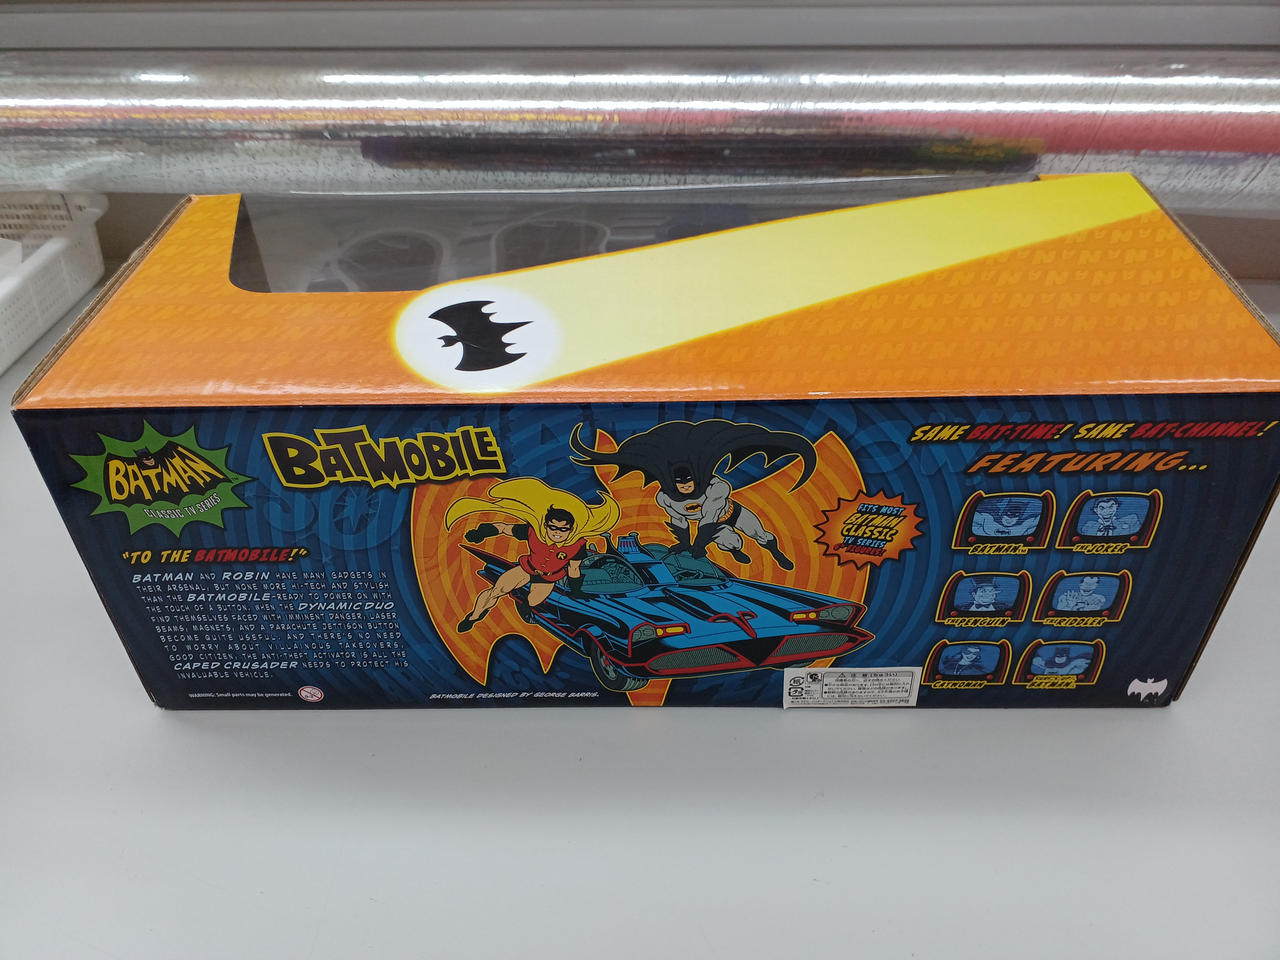 BATMAN
CLASSIC TV SERIES
BATMOBILE
"TO THE BATMOBILE!"
BATMAN AND ROBIN HAVE MANY GADGETS IN
THEIR ARSENAL, BUT NONE MORE HI-TECH AND STYLISH
THAN THE BATMOBILE-READY TO POWER ON WITH
THE TOUCH OF A BUTTON. WHEN THE DYNAMIC DUO
FIND THEMSELVES FACED WITH IMMINENT DANGER, LASER
BEAMS, MAGNETS, AND A PARACHUTE JETTISON BUTTON
BECOME QUITE USEFUL. AND THERE'S NO NEED
TO WORRY ABOUT VILLAINOUS TAKEOVERS,
GOOD CITIZEN, THE ANTI-THEFT ACTIVATOR IS ALL THE
CAPED CRUSADER NEEDS TO PROTECT HIS
INVALUABLE VEHICLE.
WARNING: Small parts may be generated.
BATMOBILE DESIGNED BY GEORGE BARRIS.
R
FITS MOST
BATMAN
CLASSIC
TV SERIES
6" FIGURES!
SAME BAT-TIME! SAME BAT-CHANNEL!
FEATURING...
BATMAN
THE JOKER
THE PENGUIN
THE RIDDLER
CATWOMAN
BATMAN
注意